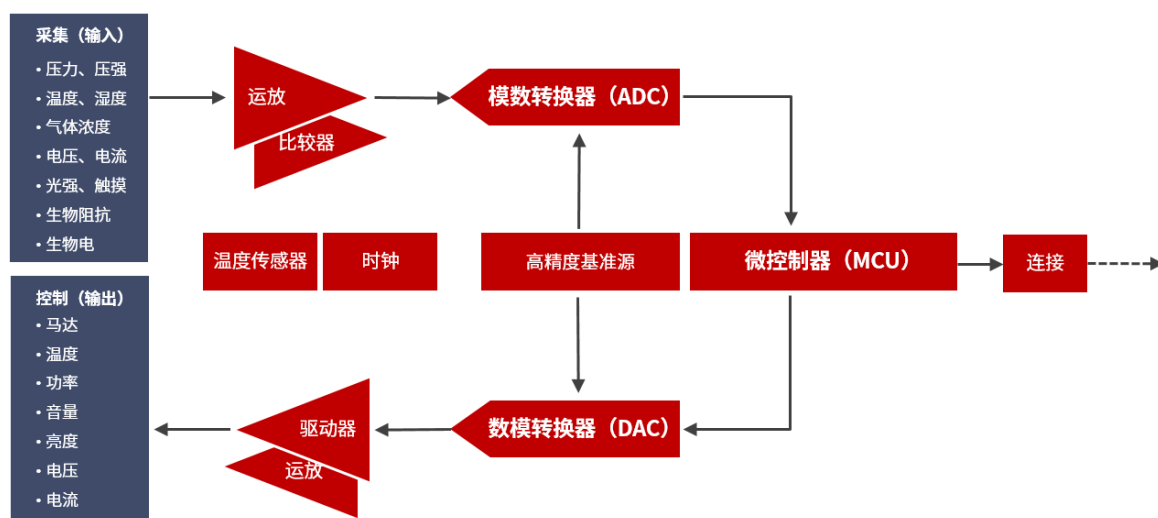 采集（输入）
• 压力、压强
• 温度、湿度
• 气体浓度
• 电压、电流
• 光强、触摸
• 生物阻抗
• 生物电
运放
比较器
模数转换器（ADC）
温度传感器
时钟
高精度基准源
微控制器（MCU）
连接
控制（输出）
• 马达
• 温度
• 功率
• 音量
• 亮度
• 电压
• 电流
驱动器
运放
数模转换器（DAC）